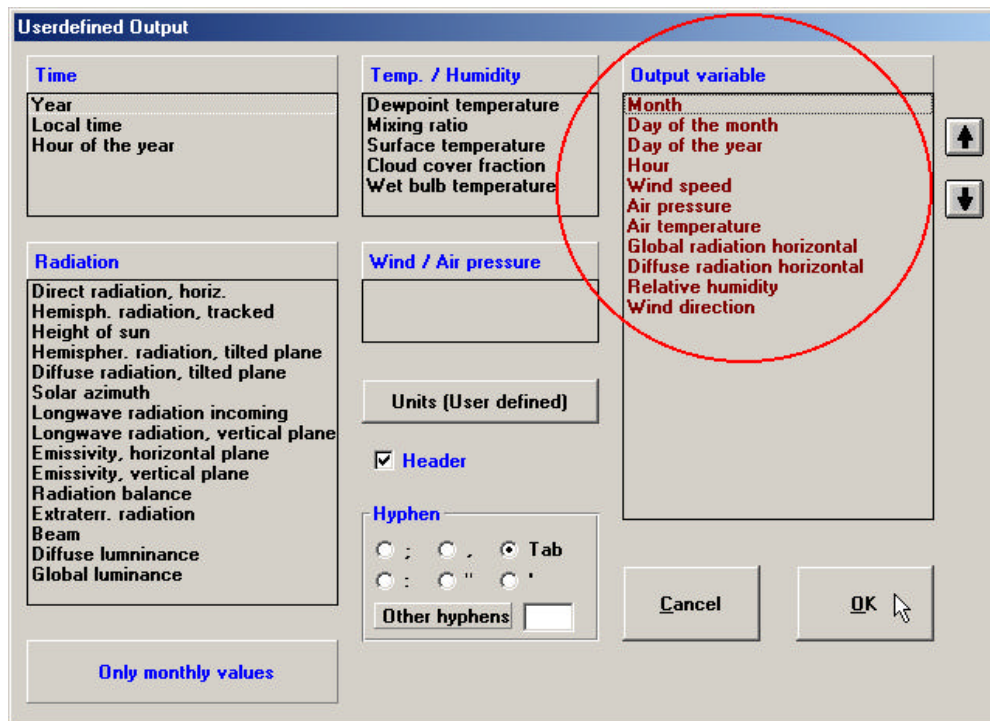 Userdefined Output
Time
Year
Local time
Hour of the year
Temp. / Humidity
Dewpoint temperature
Mixing ratio
Surface temperature
Cloud cover fraction
Wet bulb temperature
Output variable
Month
Day of the month
Day of the year
Hour
Wind speed
Air pressure
Air temperature
Global radiation horizontal
Diffuse radiation horizontal
Relative humidity
Wind direction
Radiation
Direct radiation, horiz.
Hemisph. radiation, tracked
Height of sun
Hemispher. radiation, tilted plane
Diffuse radiation, tilted plane
Solar azimuth
Longwave radiation incoming
Longwave radiation, vertical plane
Emissivity, horizontal plane
Emissivity, vertical plane
Radiation balance
Extraterr. radiation
Beam
Diffuse lumninance
Global luminance
Wind / Air pressure
Units (User defined)
Header
Hyphen
; , Tab
: " '
Other hyphens
Cancel
OK
Only monthly values